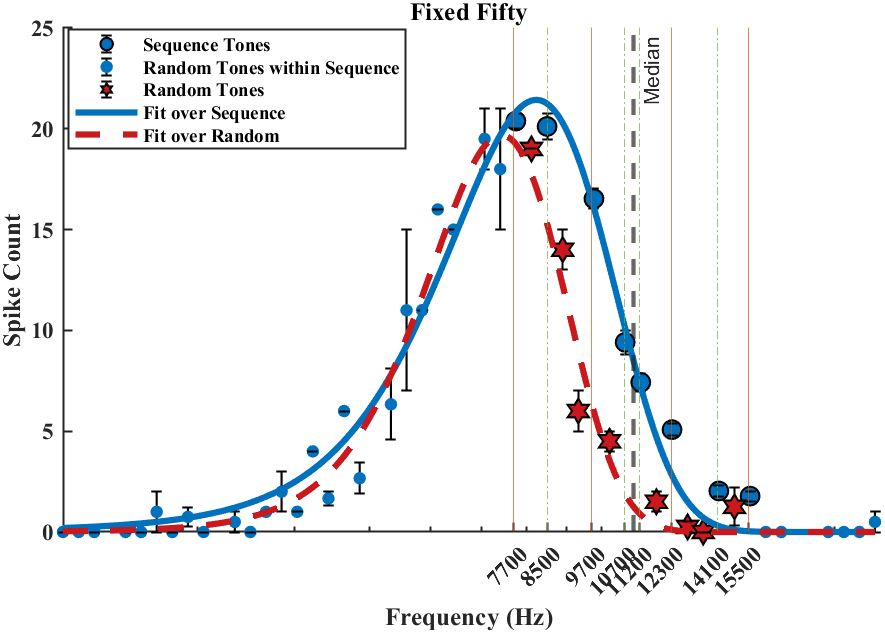 Fixed Fifty
25
20
15
10
5
0
Spike Count
Sequence Tones
Random Tones within Sequence
Random Tones
Fit over Sequence
Fit over Random
Median
7700
8500
9700
10700
11200
12300
14100
15500
Frequency (Hz)